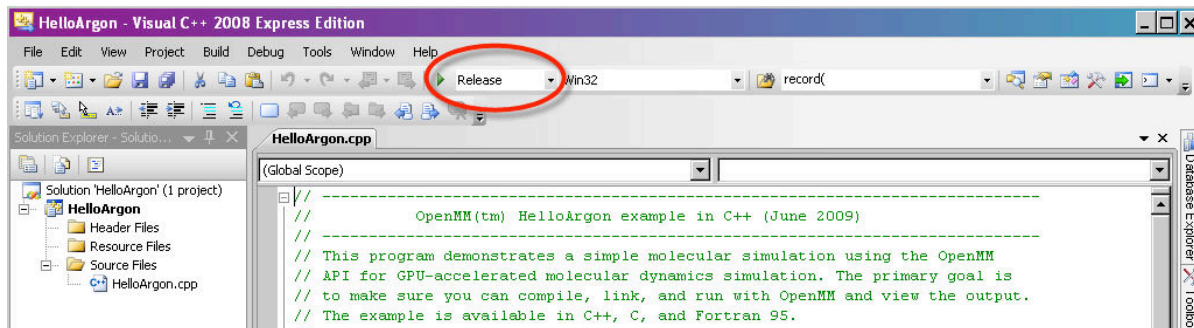 HelloArgon - Visual C++ 2008 Express Edition
File Edit View Project Build Debug Tools Window Help
Release Win32 record(
Solution Explorer - Solutio...
HelloArgon.cpp
(Global Scope)
Solution 'HelloArgon' (1 project)
HelloArgon
Header Files
Resource Files
Source Files
HelloArgon.cpp
// ----------------------------------------------------------------------------
// OpenMM(tm) HelloArgon example in C++ (June 2009)
// ----------------------------------------------------------------------------
// This program demonstrates a simple molecular simulation using the OpenMM
// API for GPU-accelerated molecular dynamics simulation. The primary goal is
// to make sure you can compile, link, and run with OpenMM and view the output.
// The example is available in C++, C, and Fortran 95.
Database Explorer